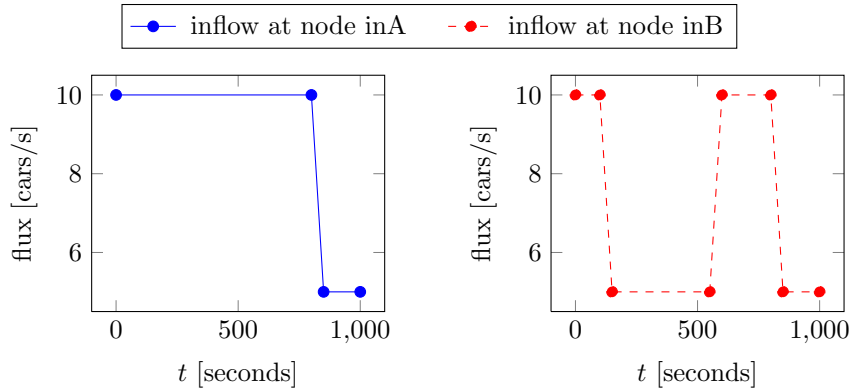 inflow at node inA inflow at node inB
10
8
6
flux [cars/s]
0 500 1,000
t [seconds]
10
8
6
flux [cars/s]
0 500 1,000
t [seconds]